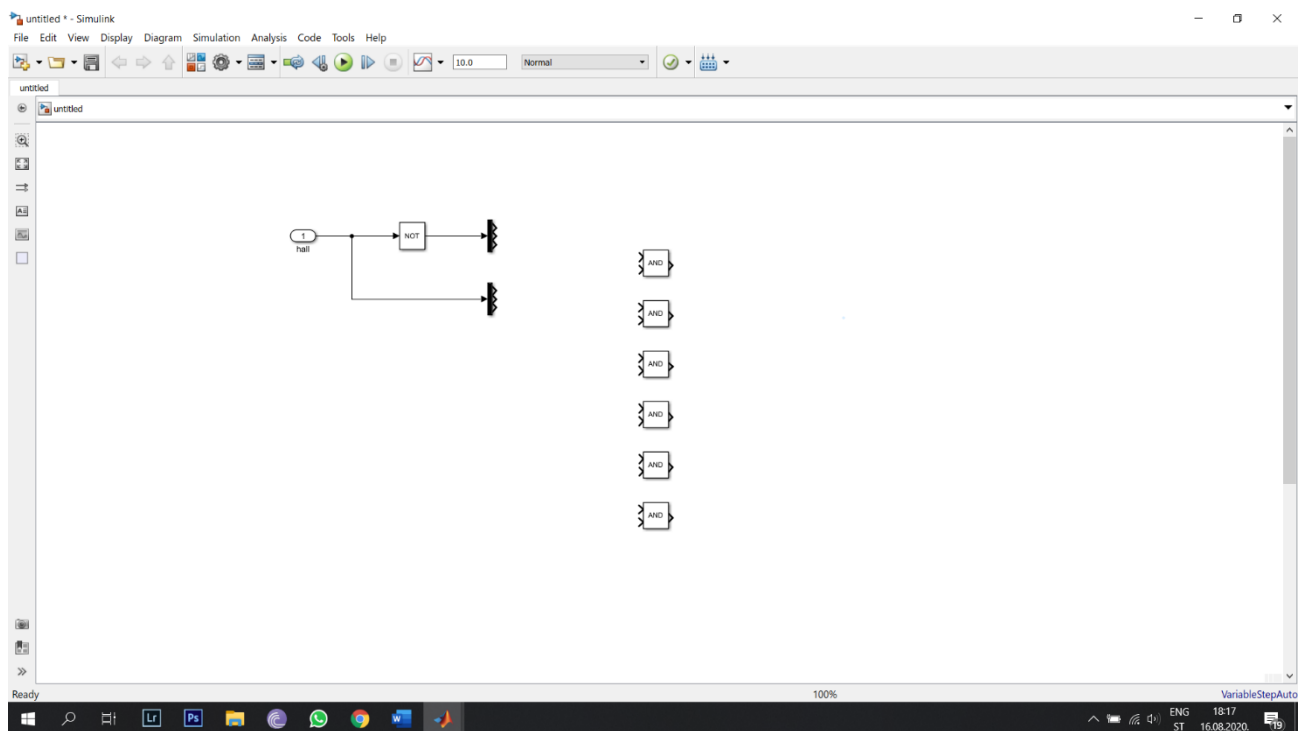 untitled * - Simulink
File Edit View Display Diagram Simulation Analysis Code Tools Help
10.0 Normal
untitled
untitled
1
hall
NOT
AND
AND
AND
AND
AND
AND
Ready 100% VariableStepAuto
Lr Ps W ENG 18:17
ST 16.08.2020. 19